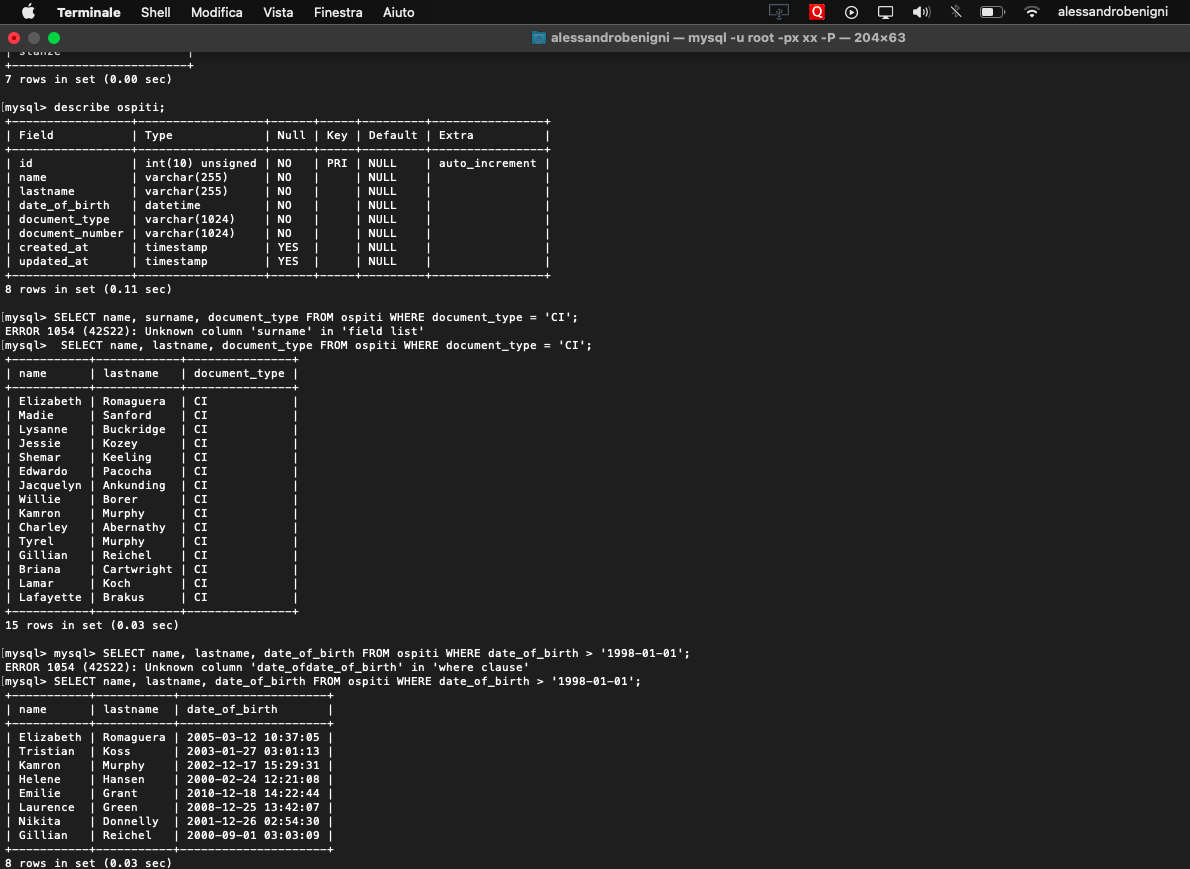 Terminale Shell Modifica Vista Finestra Aiuto Q alessandrobenigni
alessandrobenigni — mysql -u root -px xx -P — 204×63
| stanze |
+-------------------------+
7 rows in set (0.00 sec)
[mysql> describe ospiti;
+-----------------+------------------+------+-----+---------+----------------+
| Field | Type | Null | Key | Default | Extra |
+-----------------+------------------+------+-----+---------+----------------+
| id | int(10) unsigned | NO | PRI | NULL | auto_increment |
| name | varchar(255) | NO | | NULL | |
| lastname | varchar(255) | NO | | NULL | |
| date_of_birth | datetime | NO | | NULL | |
| document_type | varchar(1024) | NO | | NULL | |
| document_number | varchar(1024) | NO | | NULL | |
| created_at | timestamp | YES | | NULL | |
| updated_at | timestamp | YES | | NULL | |
+-----------------+------------------+------+-----+---------+----------------+
8 rows in set (0.11 sec)
[mysql> SELECT name, surname, document_type FROM ospiti WHERE document_type = 'CI';
ERROR 1054 (42S22): Unknown column 'surname' in 'field list'
[mysql>  SELECT name, lastname, document_type FROM ospiti WHERE document_type = 'CI';
+-----------+------------+---------------+
| name | lastname | document_type |
+-----------+------------+---------------+
| Elizabeth | Romaguera | CI |
| Madie | Sanford | CI |
| Lysanne | Buckridge | CI |
| Jessie | Kozey | CI |
| Shemar | Keeling | CI |
| Edwardo | Pacocha | CI |
| Jacquelyn | Ankunding | CI |
| Willie | Borer | CI |
| Kamron | Murphy | CI |
| Charley | Abernathy | CI |
| Tyrel | Murphy | CI |
| Gillian | Reichel | CI |
| Briana | Cartwright | CI |
| Lamar | Koch | CI |
| Lafayette | Brakus | CI |
+-----------+------------+---------------+
15 rows in set (0.03 sec)
[mysql> mysql> SELECT name, lastname, date_of_birth FROM ospiti WHERE date_of_birth > '1998-01-01';
ERROR 1054 (42S22): Unknown column 'date_ofdate_of_birth' in 'where clause'
[mysql> SELECT name, lastname, date_of_birth FROM ospiti WHERE date_of_birth > '1998-01-01';
+-----------+-----------+---------------------+
| name | lastname | date_of_birth |
+-----------+-----------+---------------------+
| Elizabeth | Romaguera | 2005-03-12 10:37:05 |
| Tristian | Koss | 2003-01-27 03:01:13 |
| Kamron | Murphy | 2002-12-17 15:29:31 |
| Helene | Hansen | 2000-02-24 12:21:08 |
| Emilie | Grant | 2010-12-18 14:22:44 |
| Laurence | Green | 2008-12-25 13:42:07 |
| Nikita | Donnelly | 2001-12-26 02:54:30 |
| Gillian | Reichel | 2000-09-01 03:03:09 |
+-----------+-----------+---------------------+
8 rows in set (0.03 sec)